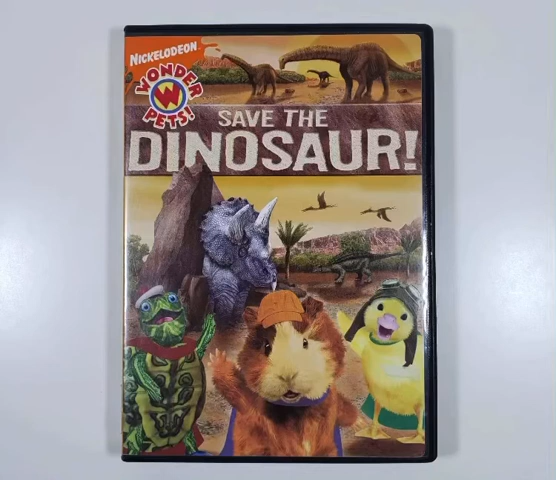 NICKELODEON
WONDER
W
PETS!
SAVE THE
DINOSAUR!